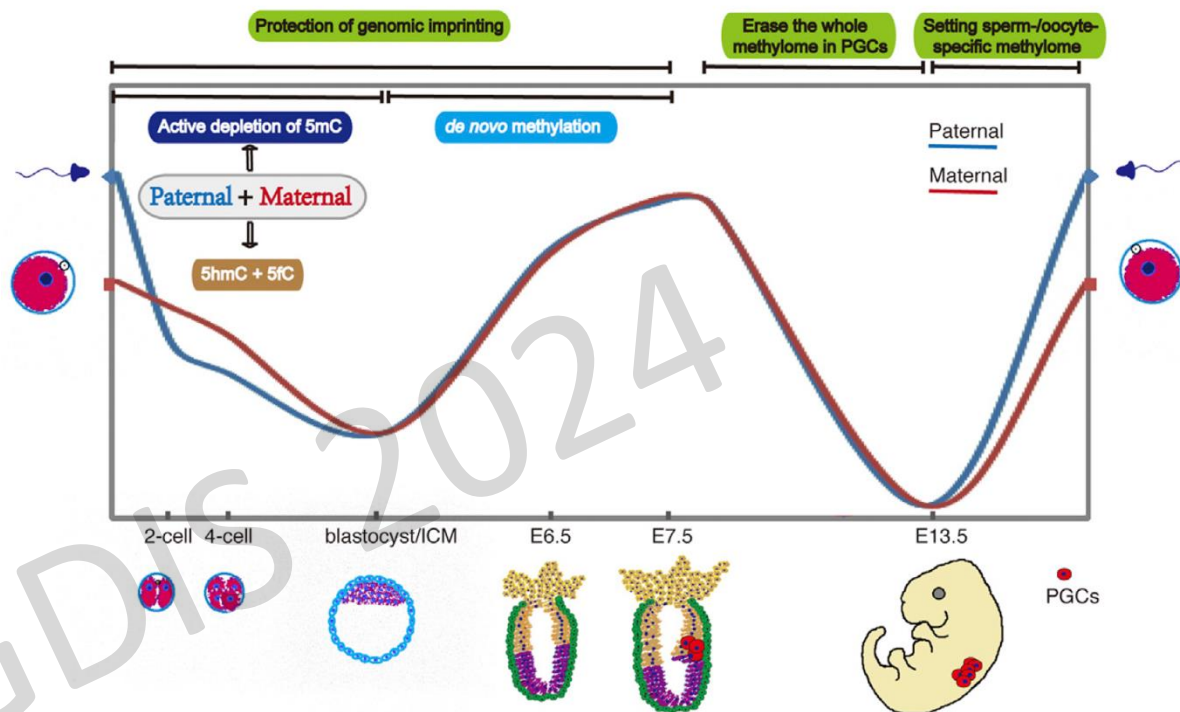 Protection of genomic imprinting
Erase the whole
methylome in PGCs
Setting sperm-/oocyte-
specific methylome
Active depletion of 5mC
de novo methylation
Paternal + Maternal
5hmC + 5fC
Paternal
Maternal
2-cell
4-cell
blastocyst/ICM
E6.5
E7.5
E13.5
PGCs
GDIS 2024